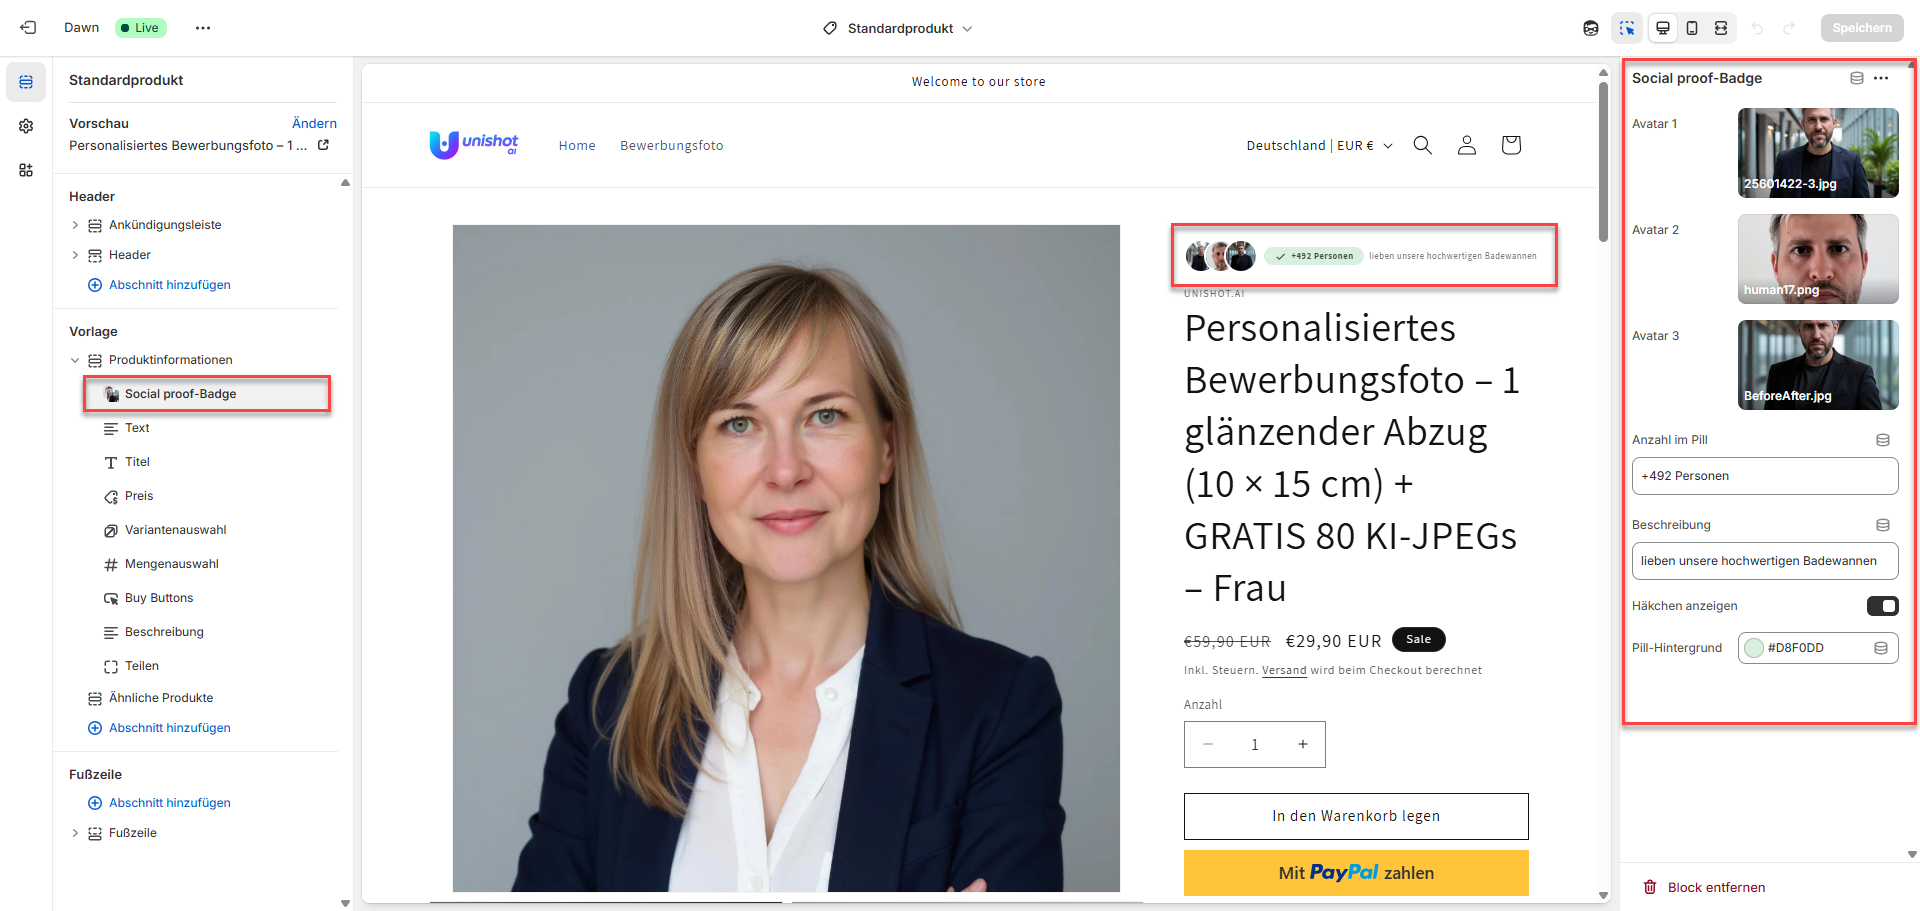 Dawn
Live
Standardprodukt
Speichern
Standardprodukt
Vorschau
Ändern
Personalisiertes Bewerbungsfoto – 1 ...
Header
Ankündigungsleiste
Header
Abschnitt hinzufügen
Vorlage
Produktinformationen
Social proof-Badge
Text
Titel
Preis
Variantenauswahl
Mengenauswahl
Buy Buttons
Beschreibung
Teilen
Ähnliche Produkte
Abschnitt hinzufügen
Fußzeile
Abschnitt hinzufügen
Fußzeile
Welcome to our store
unishot
ai
Home
Bewerbungsfoto
Deutschland | EUR €
+492 Personen
lieben unsere hochwertigen Badewannen
UNISHOT.AI
Personalisiertes
Bewerbungsfoto – 1
glänzender Abzug
(10 × 15 cm) +
GRATIS 80 KI-JPEGs
– Frau
€59,90 EUR €29,90 EUR Sale
Inkl. Steuern. Versand wird beim Checkout berechnet
Anzahl
− 1 +
In den Warenkorb legen
Mit PayPal zahlen
Social proof-Badge
Avatar 1
25601422-3.jpg
Avatar 2
human17.png
Avatar 3
BeforeAfter.jpg
Anzahl im Pill
+492 Personen
Beschreibung
lieben unsere hochwertigen Badewannen
Häkchen anzeigen
Pill-Hintergrund
#D8F0DD
Block entfernen